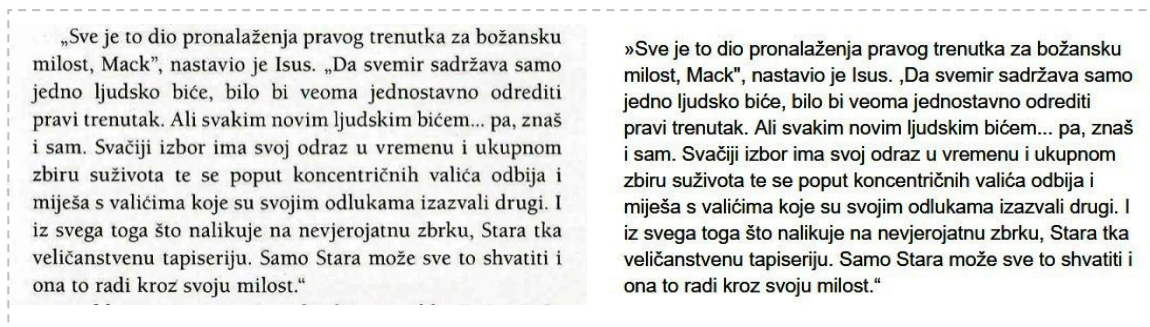 „Sve je to dio pronalaženja pravog trenutka za božansku
milost, Mack”, nastavio je Isus. „Da svemir sadržava samo
jedno ljudsko biće, bilo bi veoma jednostavno odrediti
pravi trenutak. Ali svakim novim ljudskim bićem... pa, znaš
i sam. Svačiji izbor ima svoj odraz u vremenu i ukupnom
zbiru suživota te se poput koncentričnih valića odbija i
miješa s valićima koje su svojim odlukama izazvali drugi. I
iz svega toga što nalikuje na nevjerojatnu zbrku, Stara tka
veličanstvenu tapiseriju. Samo Stara može sve to shvatiti i
ona to radi kroz svoju milost.“
»Sve je to dio pronalaženja pravog trenutka za božansku
milost, Mack", nastavio je Isus. ‚Da svemir sadržava samo
jedno ljudsko biće, bilo bi veoma jednostavno odrediti
pravi trenutak. Ali svakim novim ljudskim bićem... pa, znaš
i sam. Svačiji izbor ima svoj odraz u vremenu i ukupnom
zbiru suživota te se poput koncentričnih valića odbija i
miješa s valićima koje su svojim odlukama izazvali drugi. I
iz svega toga što nalikuje na nevjerojatnu zbrku, Stara tka
veličanstvenu tapiseriju. Samo Stara može sve to shvatiti i
ona to radi kroz svoju milost.“